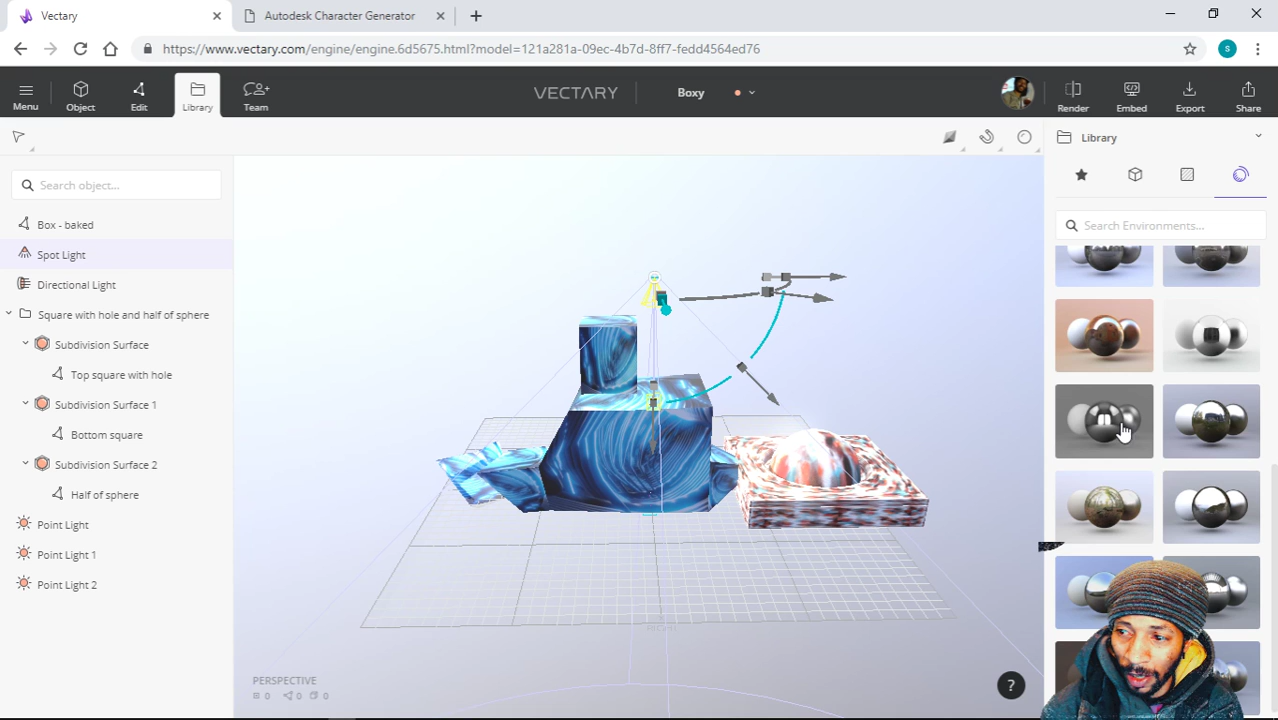 Vectary
Autodesk Character Generator
https://www.vectary.com/engine/engine.6d5675.html?model=121a281a-09ec-4b7d-8ff7-fedd4564ed76
S
Menu
Object
Edit
Library
Team
VECTARY
Boxy
Render
Embed
Export
Share
Library
Search object...
Search Environments...
Box - baked
Spot Light
Directional Light
Square with hole and half of sphere
Subdivision Surface
Top square with hole
Subdivision Surface 1
Bottom square
Subdivision Surface 2
Half of sphere
Point Light
Point Light 1
Point Light 2
PERSPECTIVE
0 0 0
?